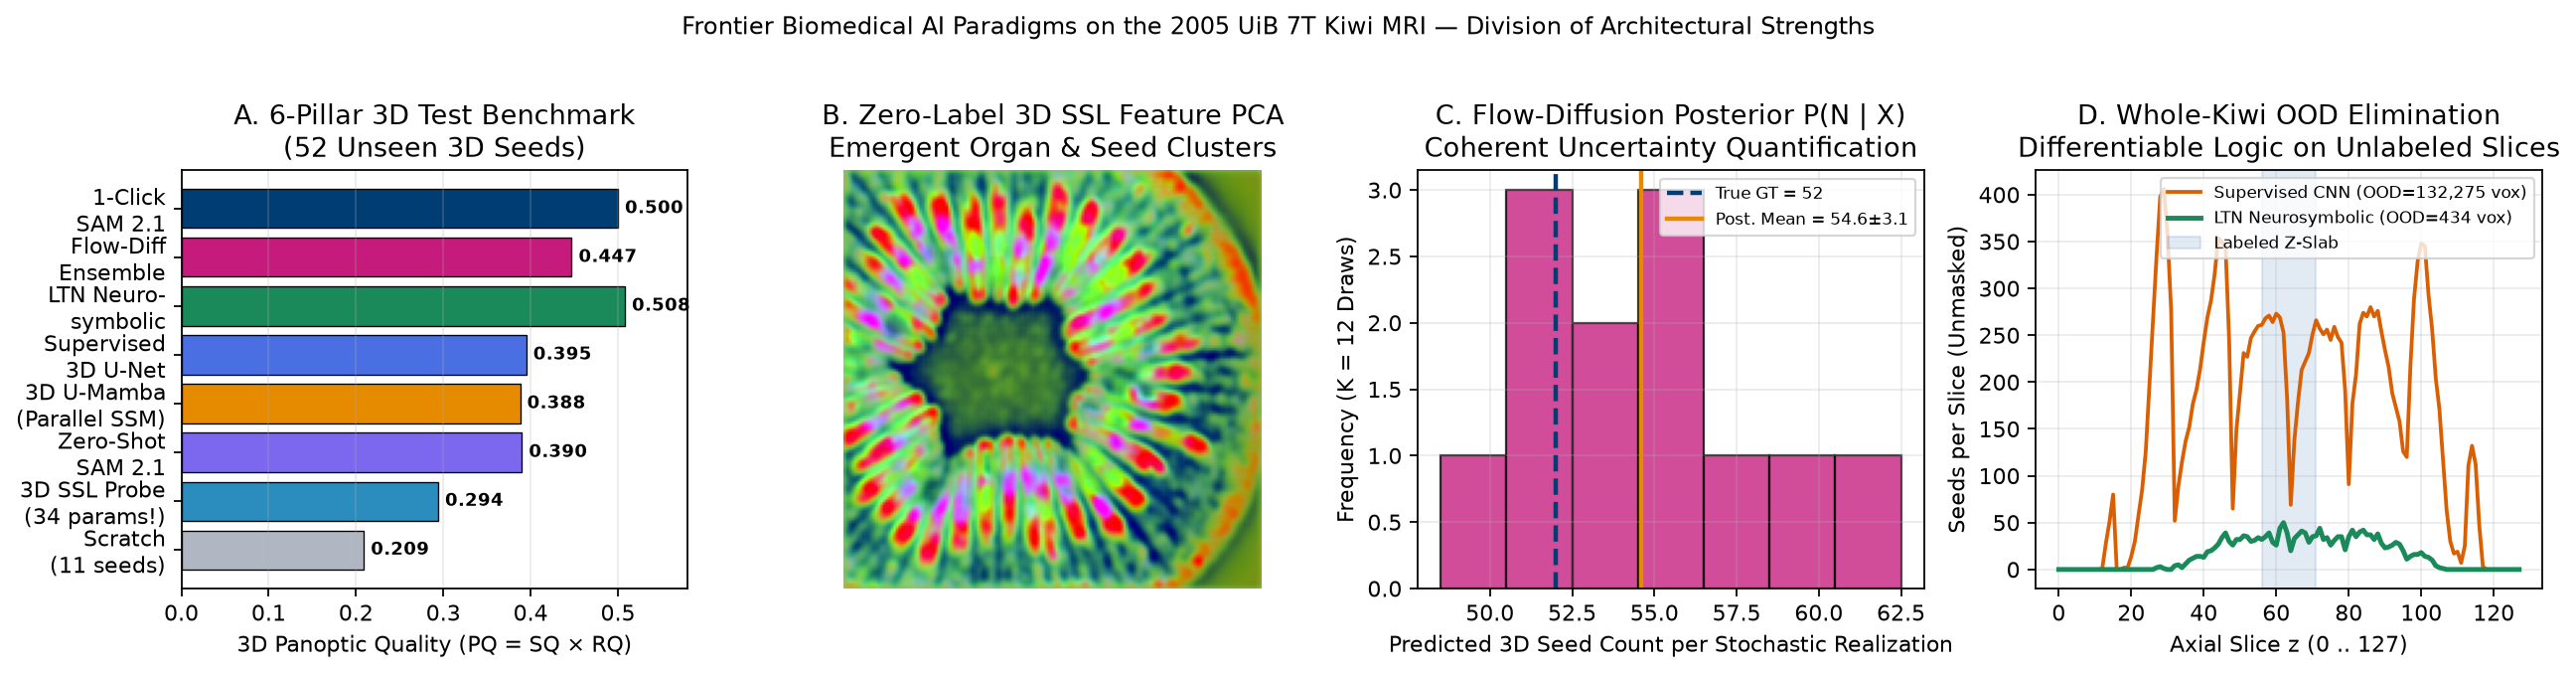 Frontier Biomedical AI Paradigms on the 2005 UiB 7T Kiwi MRI — Division of Architectural Strengths
A. 6-Pillar 3D Test Benchmark
(52 Unseen 3D Seeds)
1-Click
SAM 2.1
Flow-Diff
Ensemble
LTN Neuro-
symbolic
Supervised
3D U-Net
3D U-Mamba
(Parallel SSM)
Zero-Shot
SAM 2.1
3D SSL Probe
(34 params!)
Scratch
(11 seeds)
0.500
0.447
0.508
0.395
0.388
0.390
0.294
0.209
0.0 0.1 0.2 0.3 0.4 0.5
3D Panoptic Quality (PQ = SQ × RQ)
B. Zero-Label 3D SSL Feature PCA
Emergent Organ & Seed Clusters
C. Flow-Diffusion Posterior P(N | X)
Coherent Uncertainty Quantification
Frequency (K = 12 Draws)
3.0
2.5
2.0
1.5
1.0
0.5
0.0
True GT = 52
Post. Mean = 54.6±3.1
50.0 52.5 55.0 57.5 60.0 62.5
Predicted 3D Seed Count per Stochastic Realization
D. Whole-Kiwi OOD Elimination
Differentiable Logic on Unlabeled Slices
Seeds per Slice (Unmasked)
400
350
300
250
200
150
100
50
0
Supervised CNN (OOD=132,275 vox)
LTN Neurosymbolic (OOD=434 vox)
Labeled Z-Slab
0 20 40 60 80 100 120
Axial Slice z (0 .. 127)